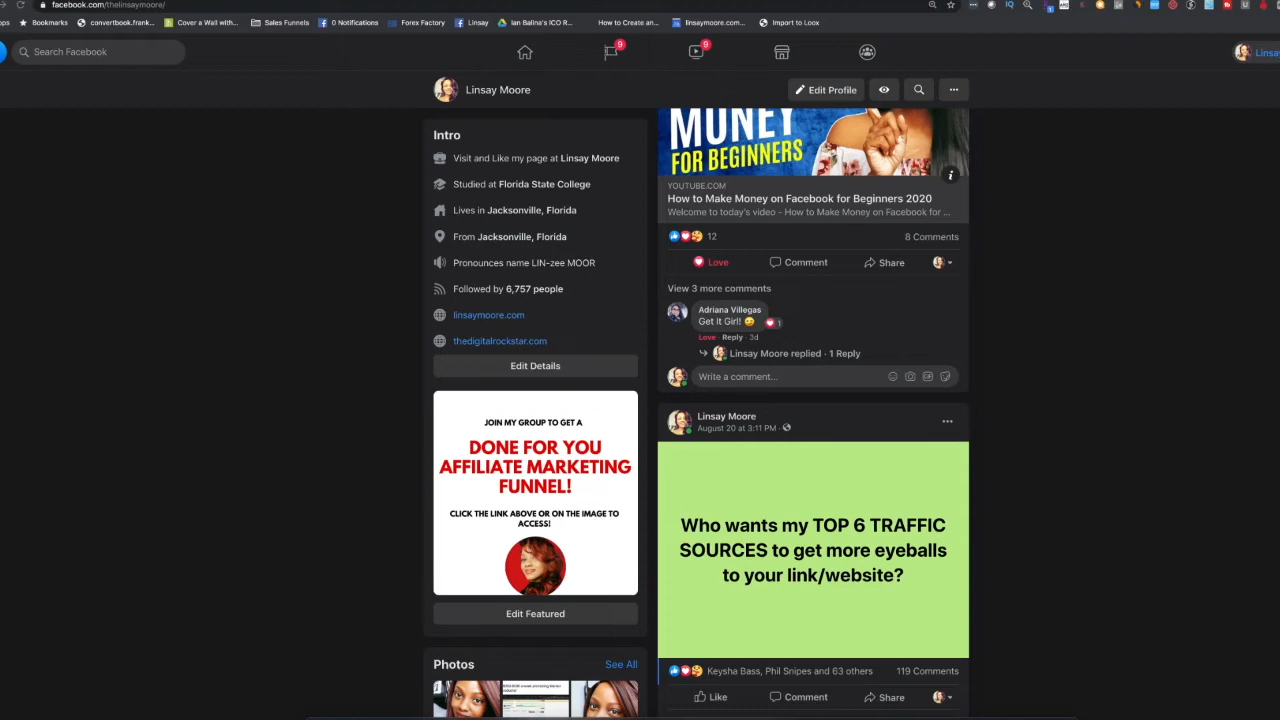 facebook.com/thelinsaymoore/
Bookmarks
convertbook.frank...
Cover a Wall with...
Sales Funnels
0 Notifications
Forex Factory
Linsay
Ian Balina's ICO R...
How to Create an...
linsaymoore.com...
Import to Loox
Search Facebook
9
9
Linsay Moore
Edit Profile
Intro
Visit and Like my page at Linsay Moore
Studied at Florida State College
Lives in Jacksonville, Florida
From Jacksonville, Florida
Pronounces name LIN-zee MOOR
Followed by 6,757 people
linsaymoore.com
thedigitalrockstar.com
Edit Details
JOIN MY GROUP TO GET A
DONE FOR YOU
AFFILIATE MARKETING
FUNNEL!
CLICK THE LINK ABOVE OR ON THE IMAGE TO
ACCESS!
Edit Featured
Photos
See All
MONEY
FOR BEGINNERS
YOUTUBE.COM
How to Make Money on Facebook for Beginners 2020
Welcome to today's video - How to Make Money on Facebook for ...
12
8 Comments
Love
Comment
Share
View 3 more comments
Adriana Villegas
Get It Girl!
1
Love · Reply · 3d
Linsay Moore replied · 1 Reply
Write a comment...
Linsay Moore
August 20 at 3:11 PM ·
Who wants my TOP 6 TRAFFIC
SOURCES to get more eyeballs
to your link/website?
Keysha Bass, Phil Snipes and 63 others
119 Comments
Like
Comment
Share